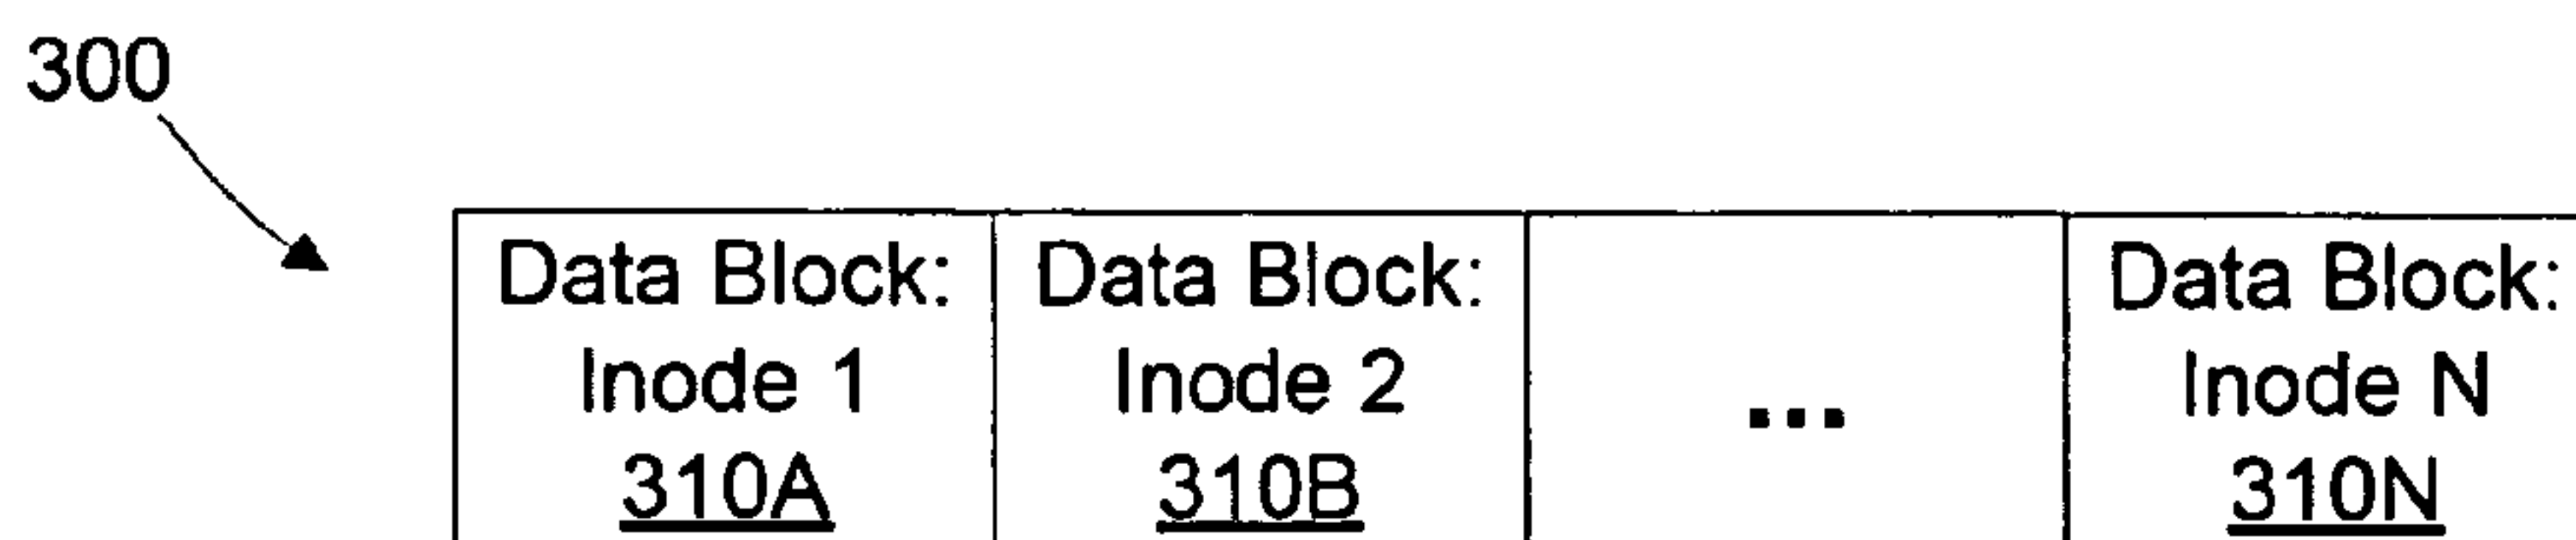 300
Data Block:
Inode 1
310A
Data Block:
Inode 2
310B
...
Data Block:
Inode N
310N